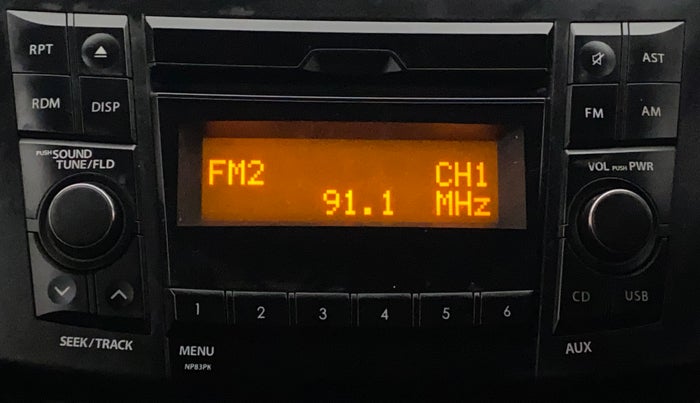 RPT
AST
RDM DISP
FM AM
PUSH SOUND
TUNE/FLD
VOL PUSH PWR
FM2 CH1
91.1 MHz
CD USB
1 2 3 4 5 6
SEEK/TRACK
MENU
AUX
NP83PK